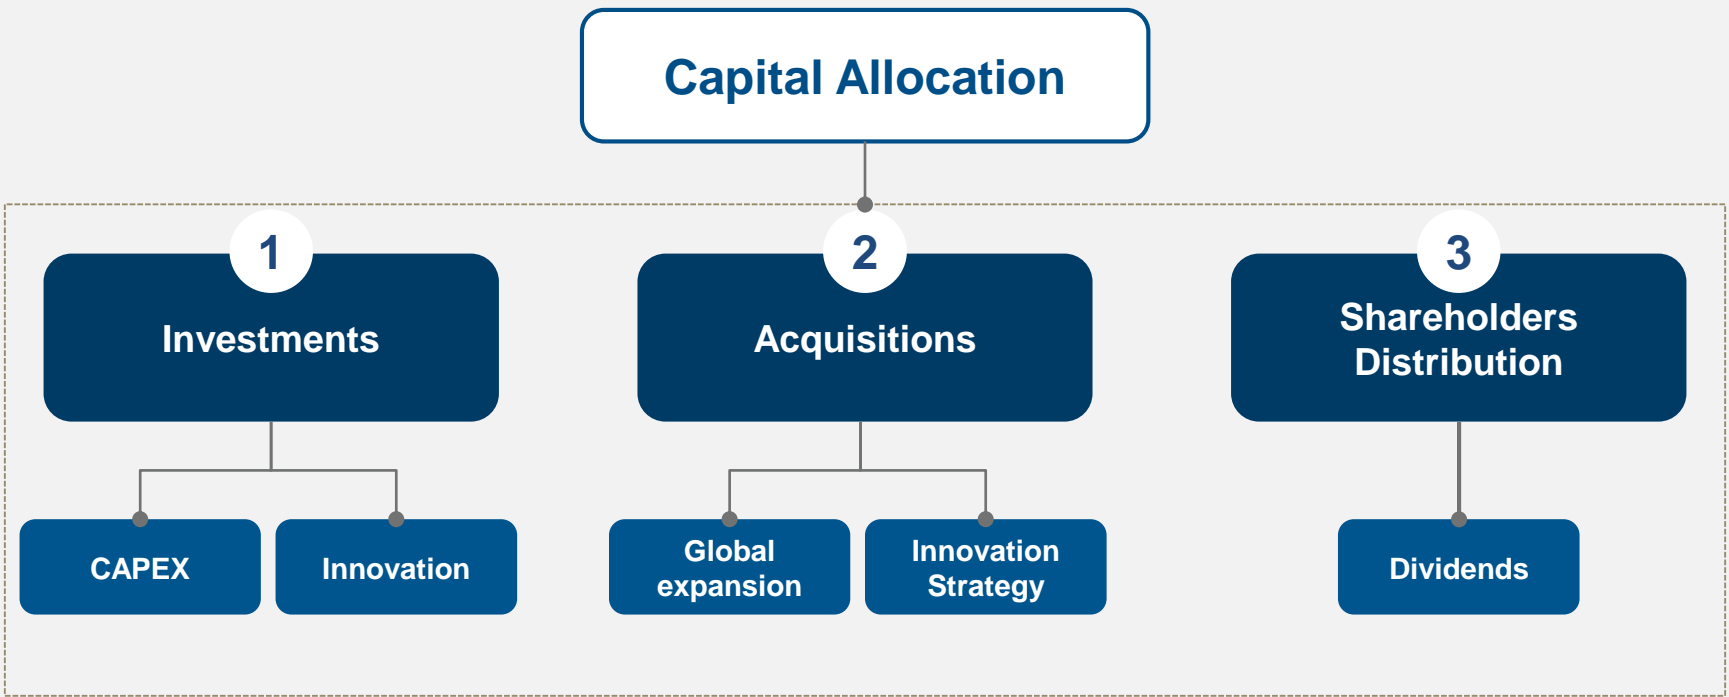 Capital Allocation
1
2
3
Investments
Acquisitions
Shareholders
Distribution
CAPEX
Innovation
Global
expansion
Innovation
Strategy
Dividends